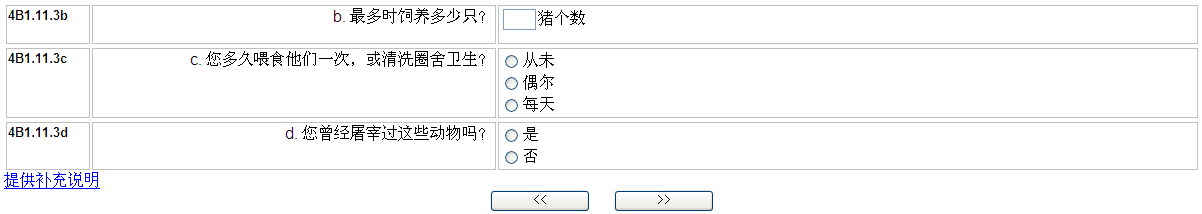 4B1.11.3b b. 最多时饲养多少只? 猪个数
4B1.11.3c c. 您多久喂食他们一次，或清洗圈舍卫生? 从未
偶尔
每天
4B1.11.3d d. 您曾经屠宰过这些动物吗? 是
否
提供补充说明
<< >>